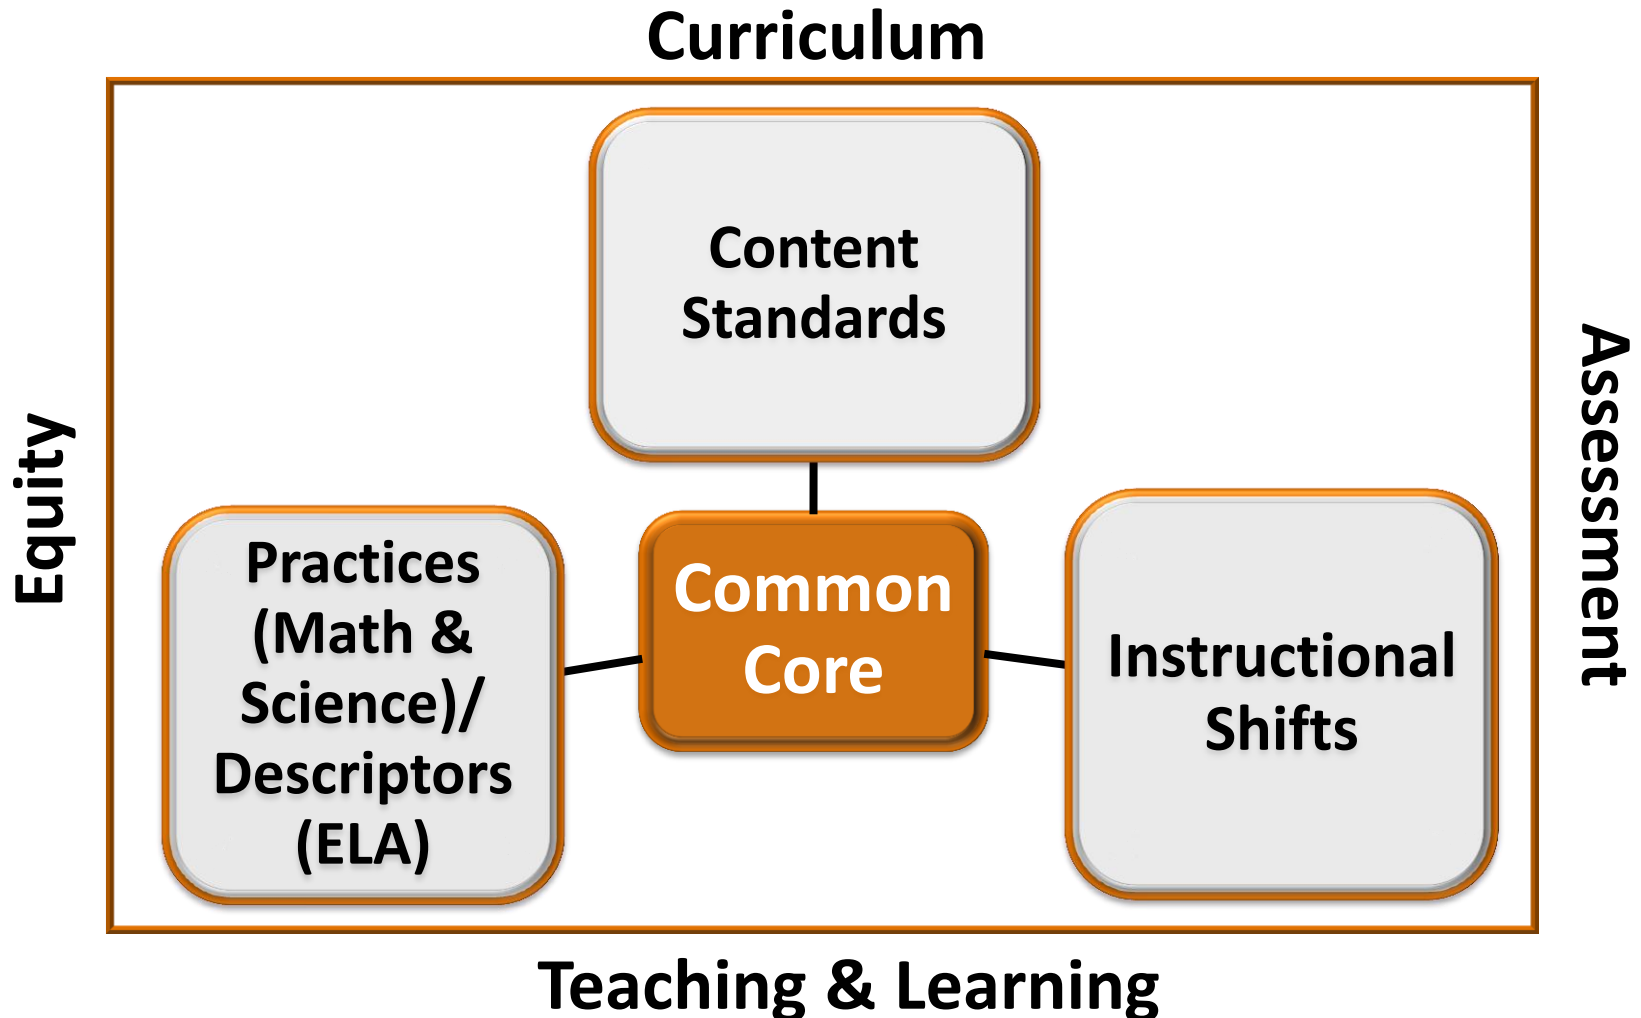 Curriculum
Content
Standards
Equity
Assessment
Practices
(Math &
Science)/
Descriptors
(ELA)
Common
Core
Instructional
Shifts
Teaching & Learning